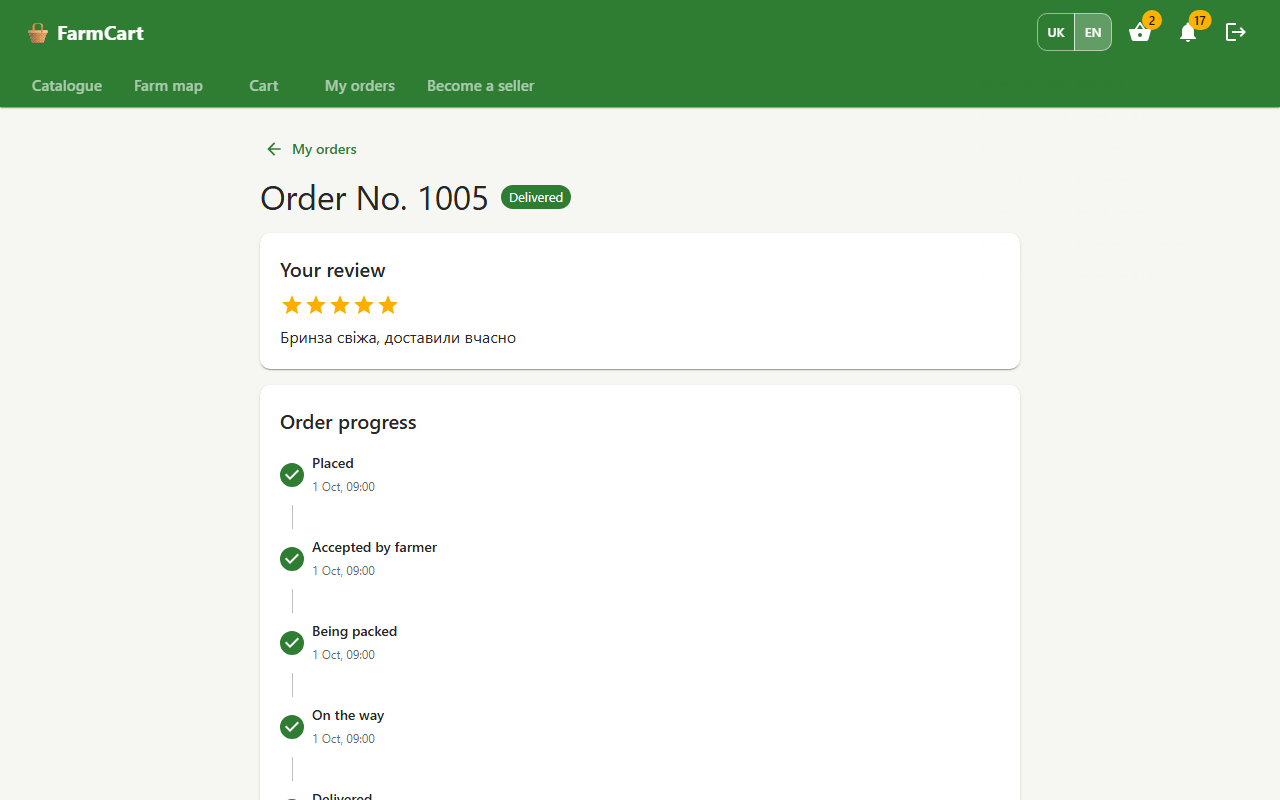 FarmCart
UK EN
2
17
Catalogue Farm map Cart My orders Become a seller
My orders
Order No. 1005 Delivered
Your review
Бринза свіжа, доставили вчасно
Order progress
Placed
1 Oct, 09:00
Accepted by farmer
1 Oct, 09:00
Being packed
1 Oct, 09:00
On the way
1 Oct, 09:00
Delivered